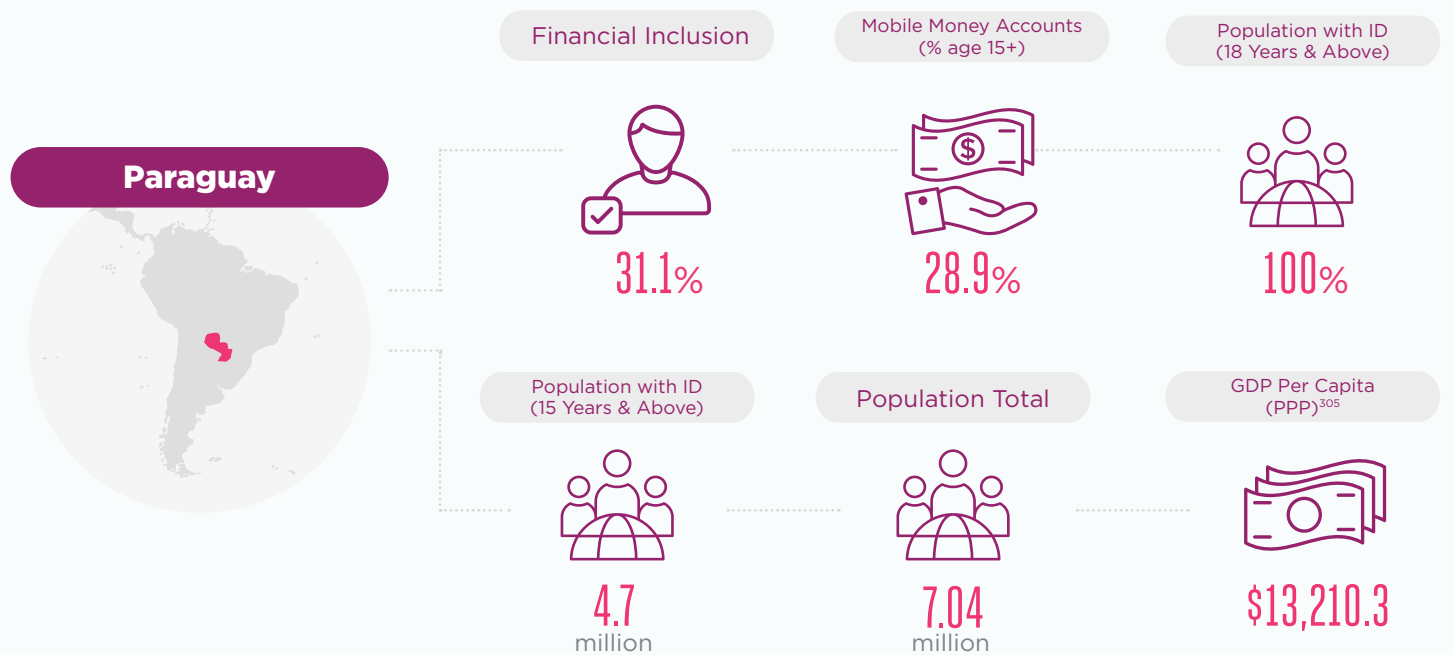 Paraguay
Financial Inclusion
31.1%
Mobile Money Accounts
(% age 15+)
$
28.9%
Population with ID
(18 Years & Above)
100%
Population with ID
(15 Years & Above)
4.7
million
Population Total
7.04
million
GDP Per Capita
(PPP)305
$13,210.3